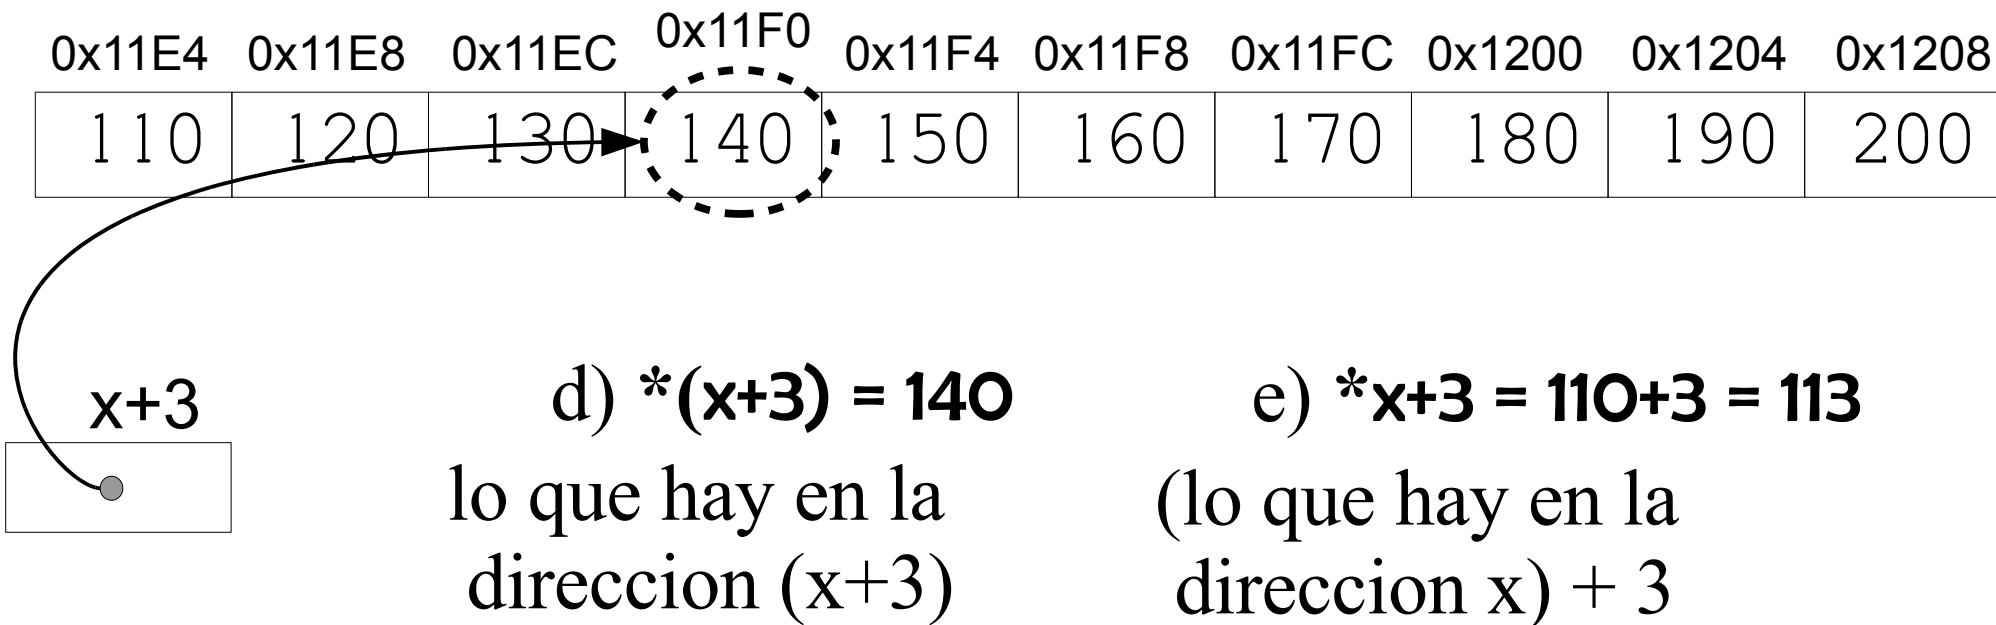 0x11E4 0x11E8 0x11EC 0x11F0 0x11F4 0x11F8 0x11FC 0x1200 0x1204 0x1208
110 120 130 140 150 160 170 180 190 200
x+3
d) *(x+3) = 140
lo que hay en la
direccion (x+3)
e) *x+3 = 110+3 = 113
(lo que hay en la
direccion x) + 3